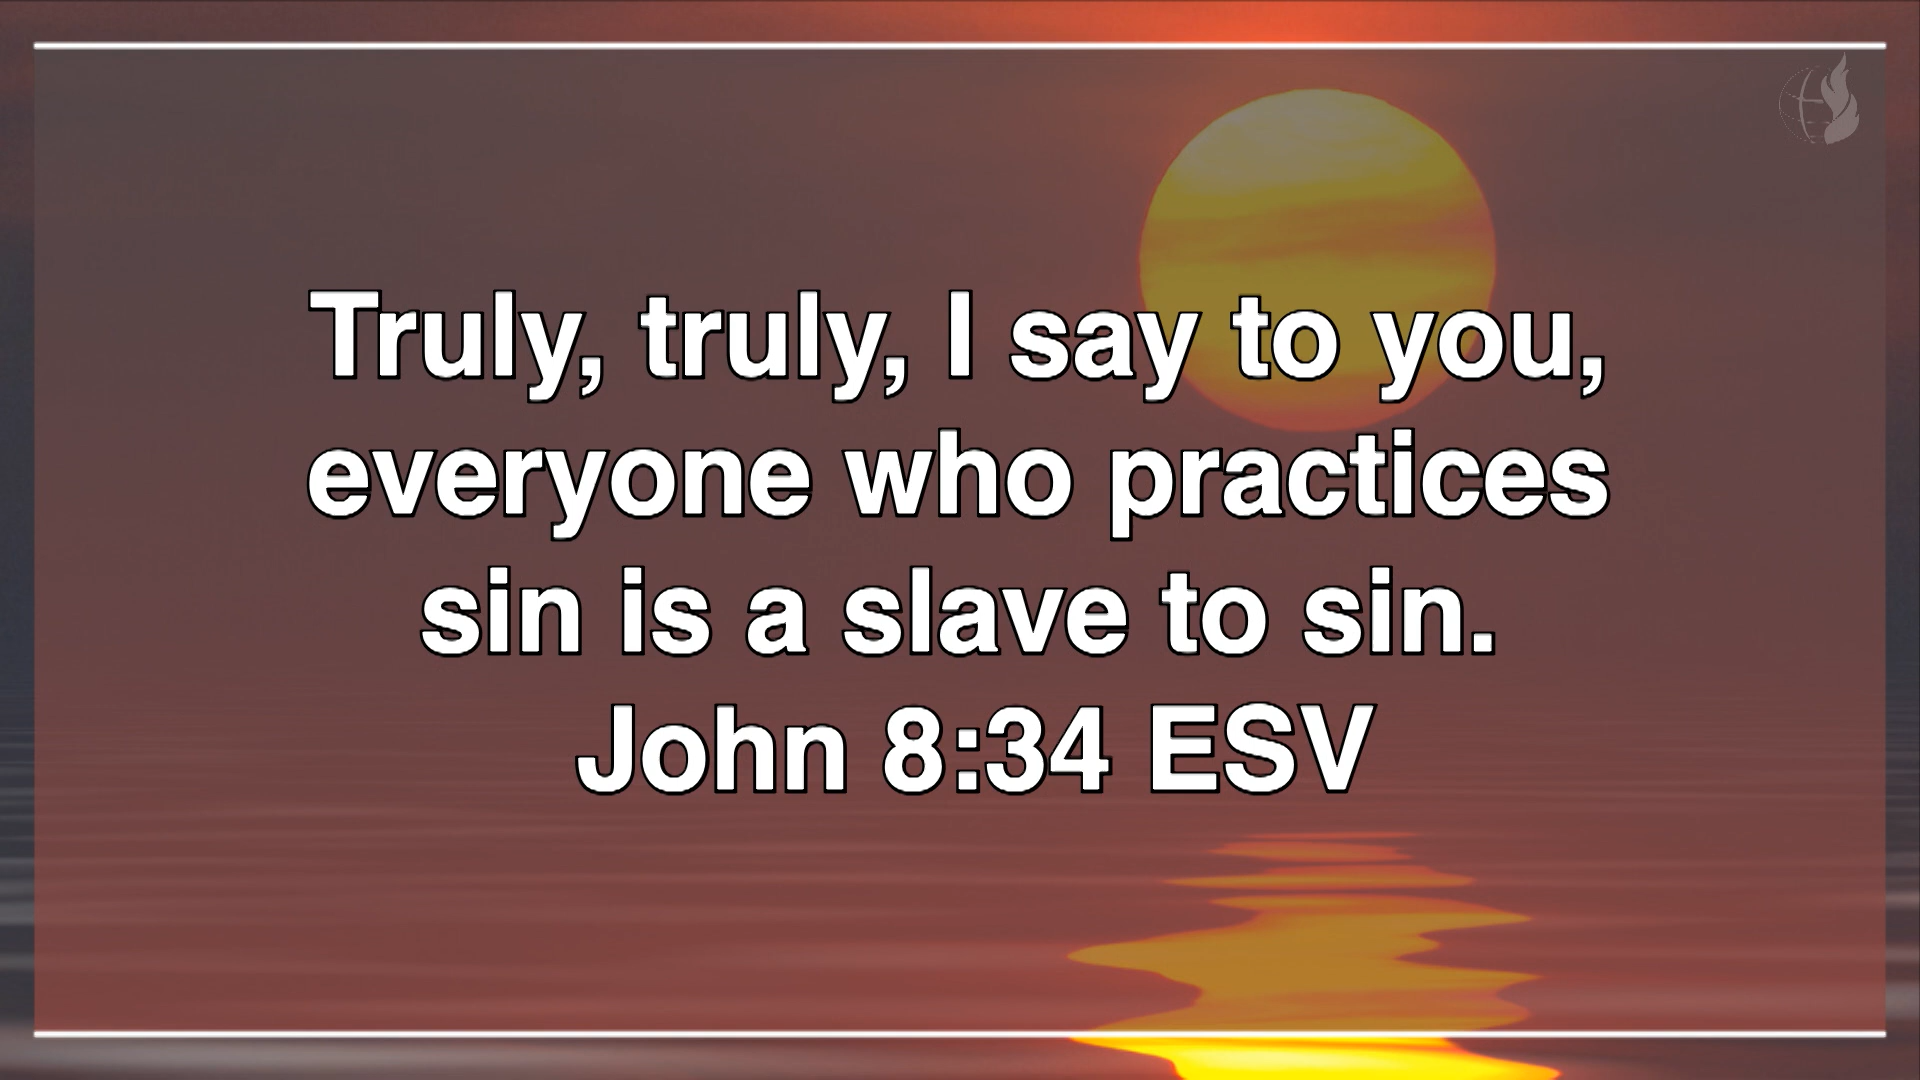 Truly, truly, I say to you,
everyone who practices
sin is a slave to sin.
John 8:34 ESV